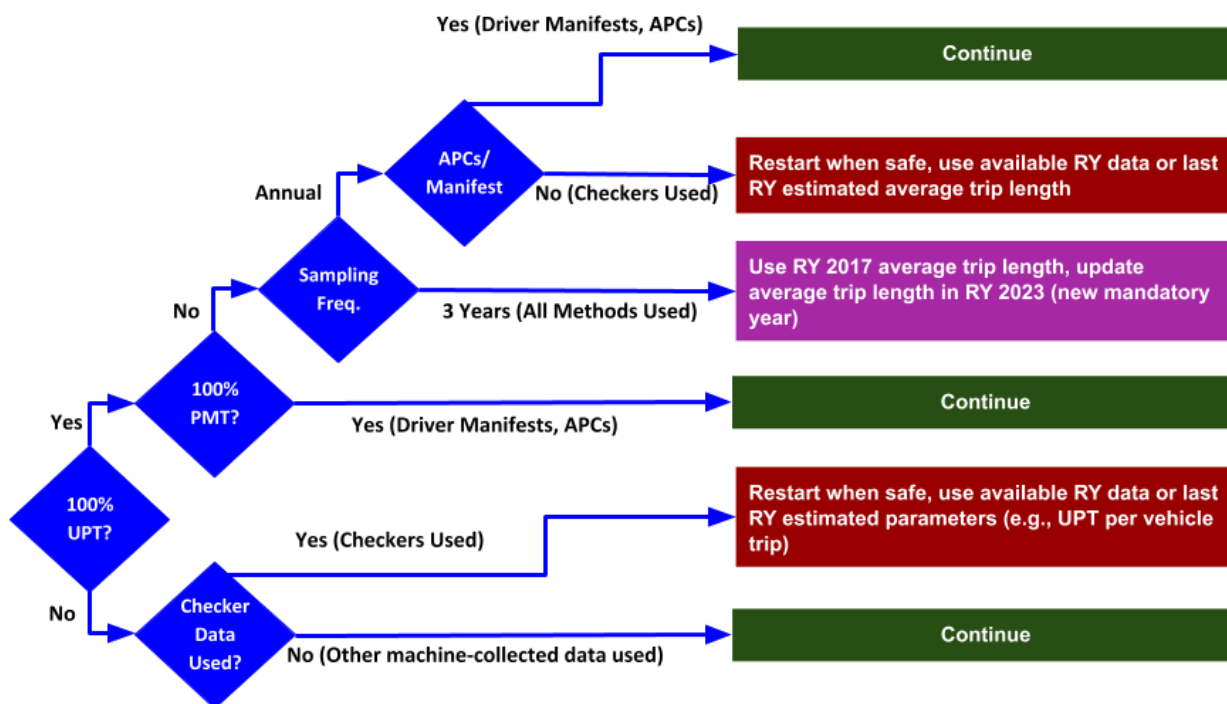 Yes (Driver Manifests, APCs)
Continue
APCs/
Manifest
Annual
No (Checkers Used)
Restart when safe, use available RY data or last
RY estimated average trip length
Sampling
Freq.
No
3 Years (All Methods Used)
Use RY 2017 average trip length, update
average trip length in RY 2023 (new mandatory
year)
100%
PMT?
Yes
Yes (Driver Manifests, APCs)
Continue
100%
UPT?
Yes (Checkers Used)
Restart when safe, use available RY data or last
RY estimated parameters (e.g., UPT per vehicle
trip)
No
Checker
Data
Used?
No (Other machine-collected data used)
Continue